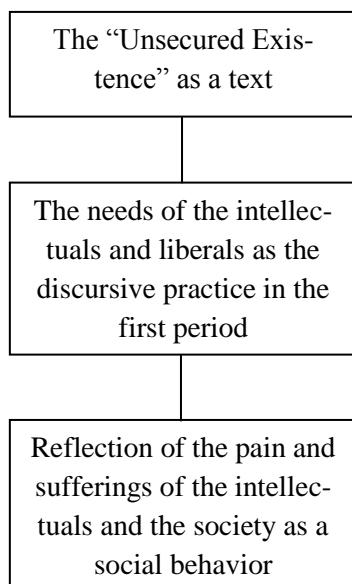 The “Unsecured Exis-
tence” as a text
The needs of the intellec-
tuals and liberals as the
discursive practice in the
first period
Reflection of the pain and
sufferings of the intellec-
tuals and the society as a
social behavior